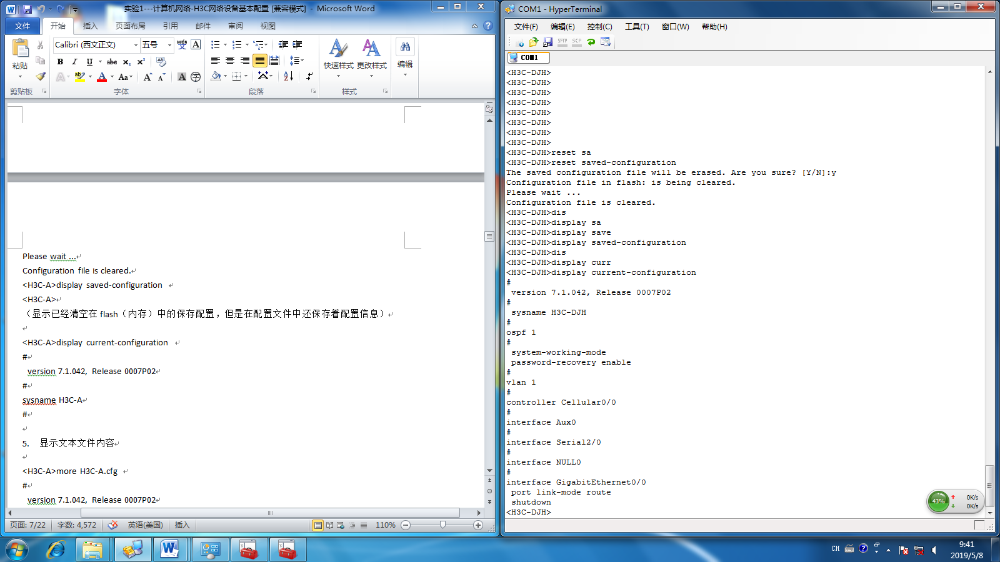 实验1---计算机网络-H3C网络设备基本配置 [兼容模式] - Microsoft Word
文件 开始 插入 页面布局 引用 邮件 审阅 视图
Calibri (西文正文) 五号
粘贴
快速样式 更改样式 编辑
剪贴板 字体 段落 样式
Please wait ...
Configuration file is cleared.
<H3C-A>display saved-configuration
<H3C-A>
（显示已经清空在 flash（内存）中的保存配置，但是在配置文件中还保存着配置信息）
<H3C-A>display current-configuration
#
version 7.1.042, Release 0007P02
#
sysname H3C-A
#
5. 显示文本文件内容
<H3C-A>more H3C-A.cfg
#
version 7.1.042, Release 0007P02
页面: 7/22 字数: 4,572 英语(美国) 插入 110%
COM1 - HyperTerminal
文件(F) 编辑(E) 控制(C) 工具(T) 窗口(W) 帮助(H)
SFTP SCP
COM1
<H3C-DJH>
<H3C-DJH>
<H3C-DJH>
<H3C-DJH>
<H3C-DJH>
<H3C-DJH>
<H3C-DJH>
<H3C-DJH>
<H3C-DJH>reset sa
<H3C-DJH>reset saved-configuration
The saved configuration file will be erased. Are you sure? [Y/N]:y
Configuration file in flash: is being cleared.
Please wait ...
Configuration file is cleared.
<H3C-DJH>dis
<H3C-DJH>display sa
<H3C-DJH>display save
<H3C-DJH>display saved-configuration
<H3C-DJH>dis
<H3C-DJH>display curr
<H3C-DJH>display current-configuration
#
version 7.1.042, Release 0007P02
#
sysname H3C-DJH
#
ospf 1
#
system-working-mode
password-recovery enable
#
vlan 1
#
controller Cellular0/0
#
interface Aux0
#
interface Serial2/0
#
interface NULL0
#
interface GigabitEthernet0/0
port link-mode route
shutdown
<H3C-DJH>
43% 0K/s
0K/s
CH 9:41
2019/5/8